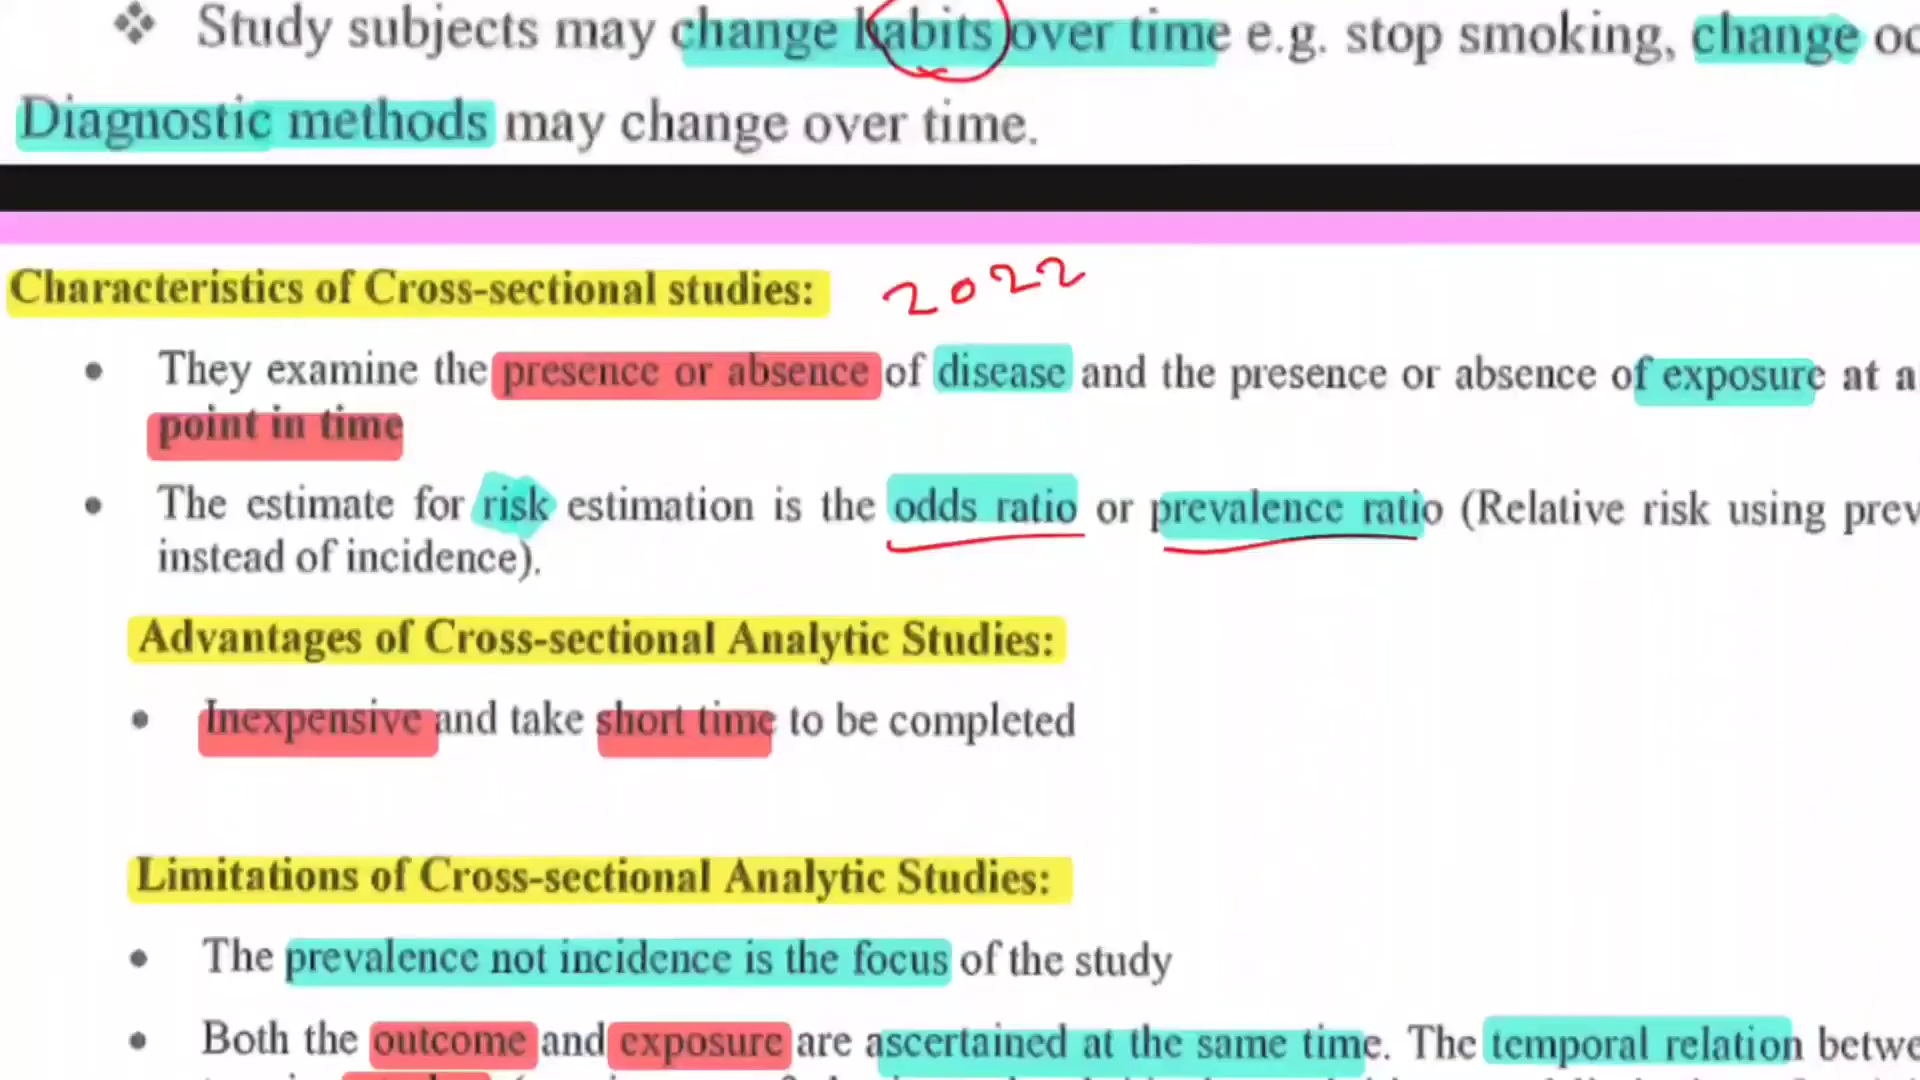 ❖ Study subjects may change habits over time e.g. stop smoking, change oc
Diagnostic methods may change over time.
Characteristics of Cross-sectional studies: 2022
• They examine the presence or absence of disease and the presence or absence of exposure at a
point in time
• The estimate for risk estimation is the odds ratio or prevalence ratio (Relative risk using prev
instead of incidence).
Advantages of Cross-sectional Analytic Studies:
• Inexpensive and take short time to be completed
Limitations of Cross-sectional Analytic Studies:
• The prevalence not incidence is the focus of the study
• Both the outcome and exposure are ascertained at the same time. The temporal relation betwe